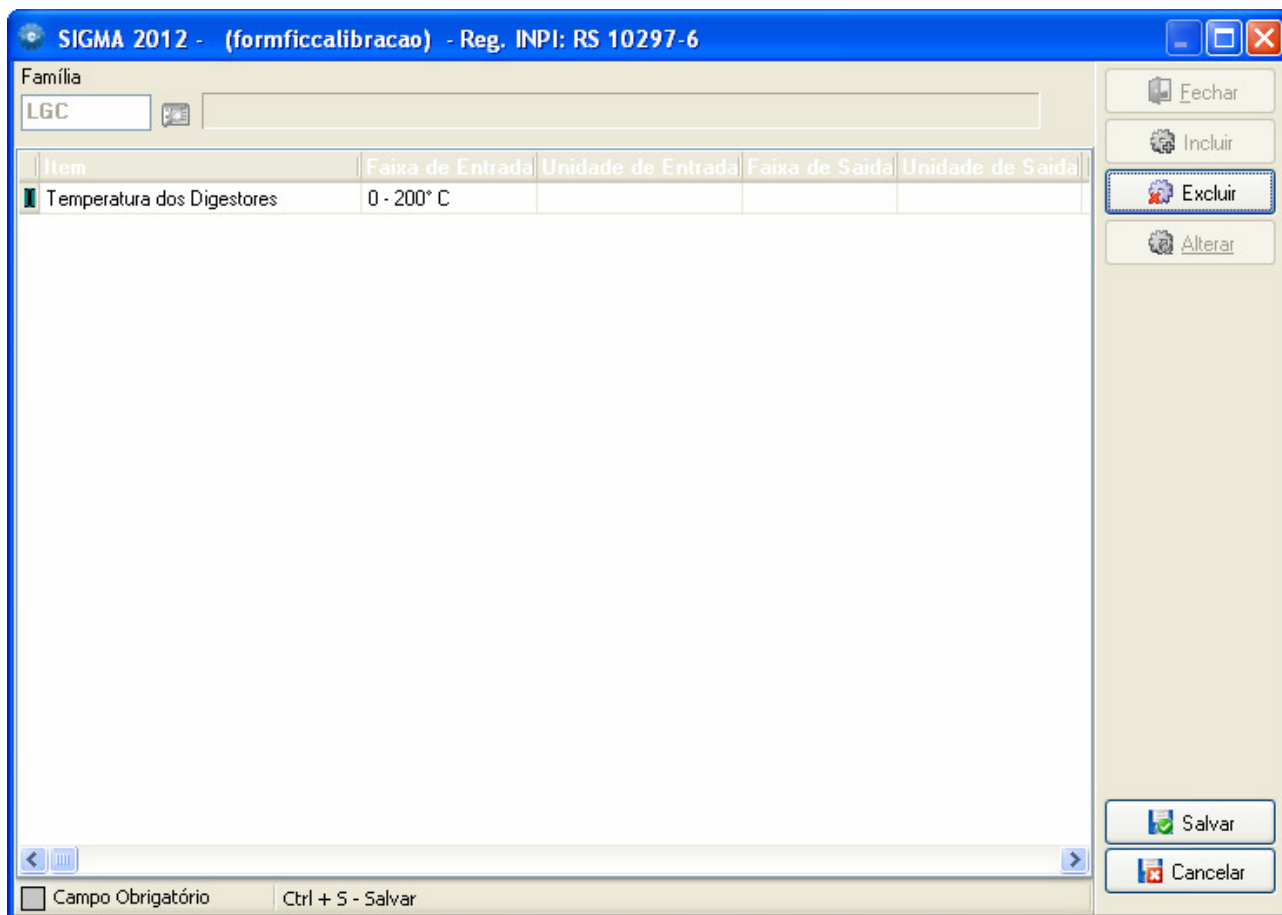 SIGMA 2012 -   (formficcalibracao)  - Reg. INPI: RS 10297-6
Família
LGC
Item Faixa de Entrada Unidade de Entrada Faixa de Saida Unidade de Saida
Temperatura dos Digestores 0 - 200° C
Fechar
Incluir
Excluir
Alterar
Salvar
Cancelar
Campo Obrigatório Ctrl + S - Salvar